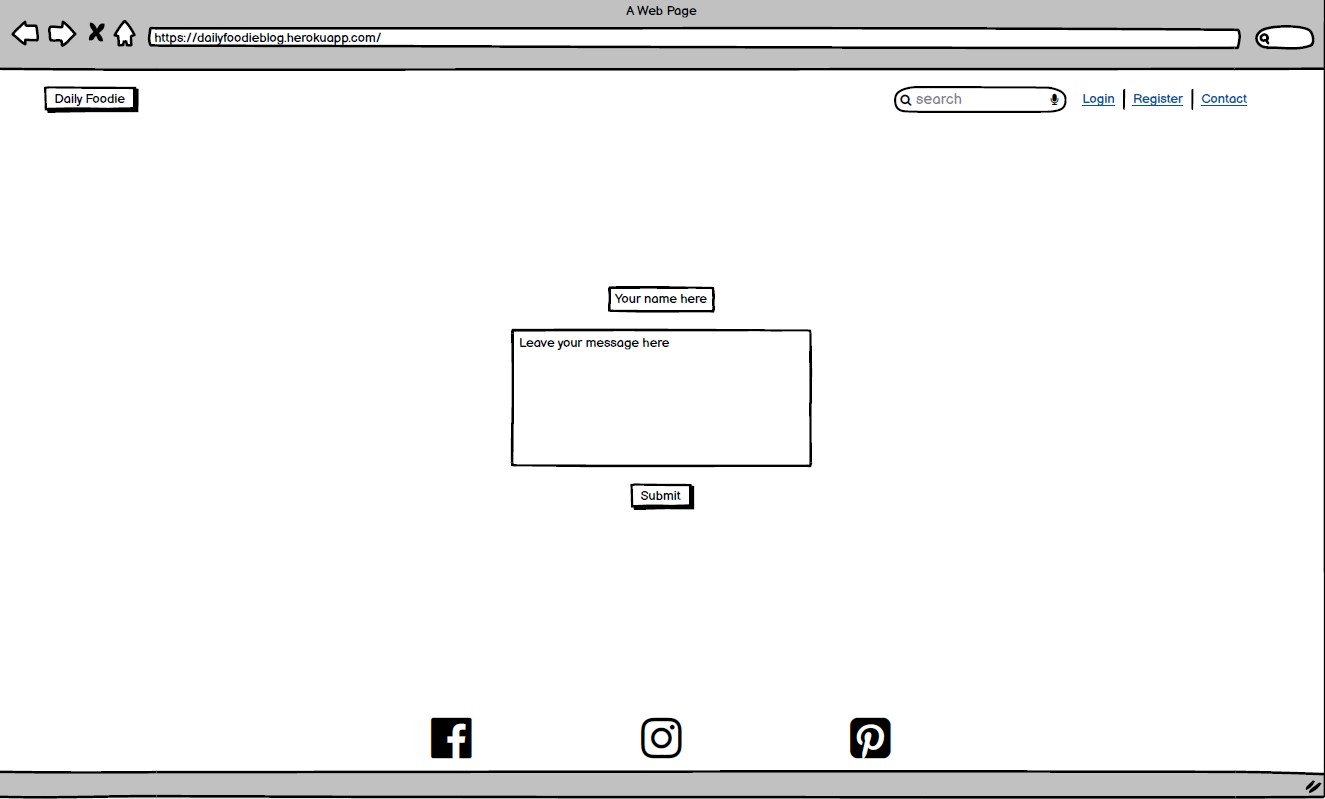 A Web Page
https://dailyfoodieblog.herokuapp.com/
Daily Foodie
search
Login
Register
Contact
Your name here
Leave your message here
Submit